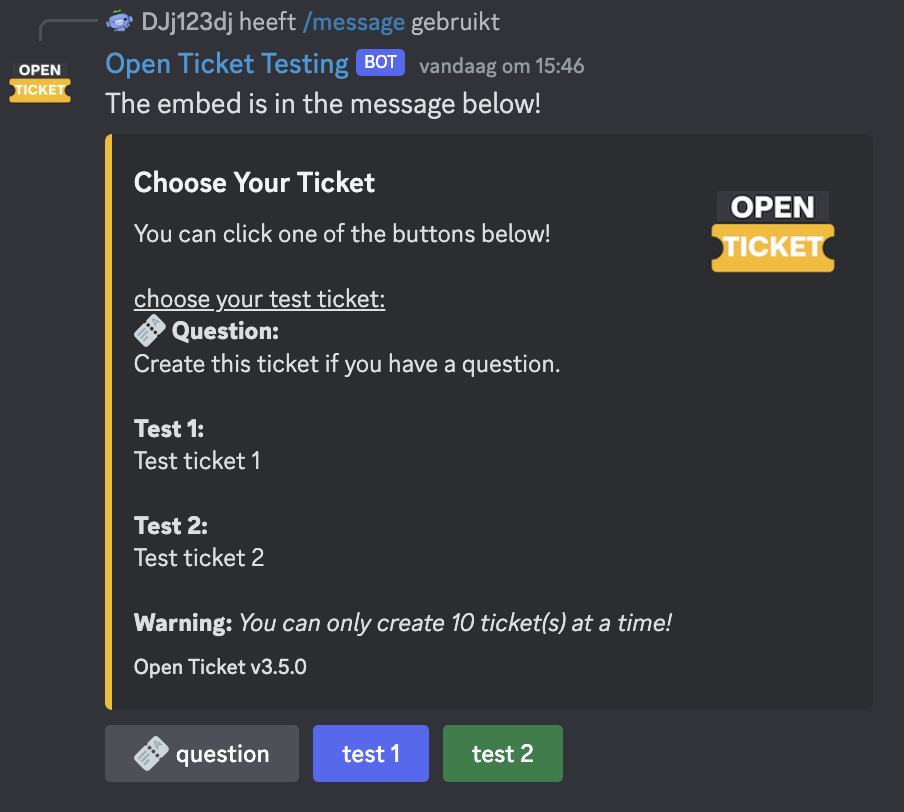 DJj123dj heeft /message gebruikt
OPEN
TICKET
Open Ticket Testing BOT vandaag om 15:46
The embed is in the message below!
Choose Your Ticket
OPEN
TICKET
You can click one of the buttons below!
choose your test ticket:
Question:
Create this ticket if you have a question.
Test 1:
Test ticket 1
Test 2:
Test ticket 2
Warning: You can only create 10 ticket(s) at a time!
Open Ticket v3.5.0
question test 1 test 2